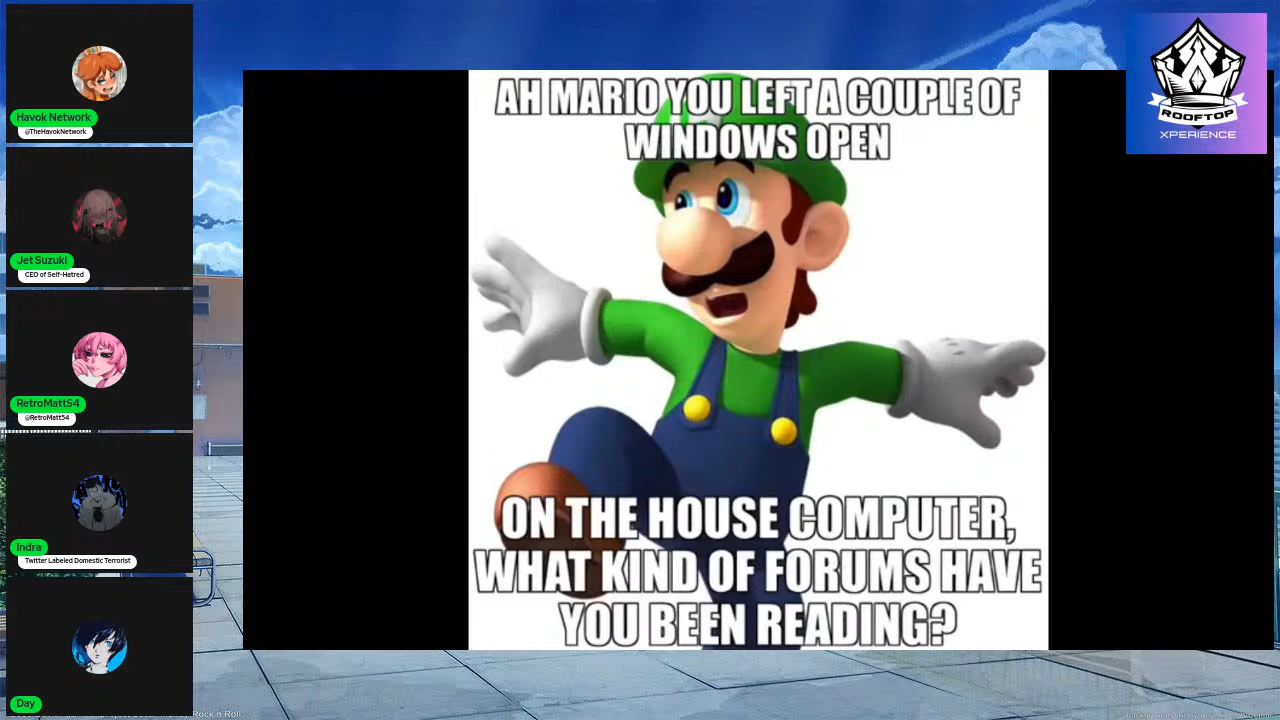 Havok Network
@TheHavokNetwork
Jet Suzuki
CEO of Self-Hatred
RetroMatt54
@RetroMatt54
Indra
Twitter Labeled Domestic Terrorist
Day
Rock n Roll
AH MARIO YOU LEFT A COUPLE OF
WINDOWS OPEN
ON THE HOUSE COMPUTER,
WHAT KIND OF FORUMS HAVE
YOU BEEN READING?
ROOFTOP
XPERIENCE